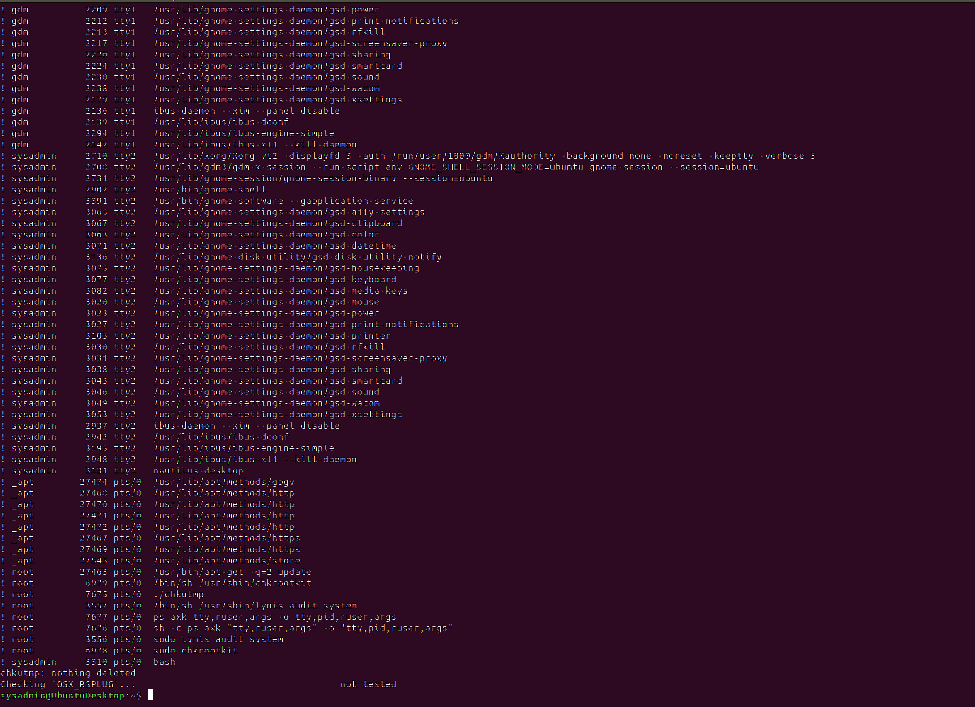 ! gdm 2209 tty1 /usr/lib/gnome-settings-daemon/gsd-power
! gdm 2212 tty1 /usr/lib/gnome-settings-daemon/gsd-print-notifications
! gdm 2213 tty1 /usr/lib/gnome-settings-daemon/gsd-rfkill
! gdm 2217 tty1 /usr/lib/gnome-settings-daemon/gsd-screensaver-proxy
! gdm tty1 /usr/lib/gnome-settings-daemon/gsd-sharing
! gdm 2224 tty1 /usr/lib/gnome-settings-daemon/gsd-smartcard
! gdm 2230 tty1 /usr/lib/gnome-settings-daemon/gsd-sound
! gdm 2238 tty1 /usr/lib/gnome-settings-daemon/gsd-wacom
! gdm tty1 /usr/lib/gnome-settings-daemon/gsd-xsettings
! gdm 2136 tty1 ibus-daemon --xim --panel disable
! gdm 2139 tty1 /usr/lib/ibus/ibus-dconf
! gdm 2294 tty1 /usr/lib/ibus/ibus-engine-simple
! gdm 2142 tty1 /usr/lib/ibus/ibus-x11 --kill-daemon
! sysadmin 2710 tty2 /usr/lib/xorg/Xorg vt2 -displayfd 3 -auth /run/user/1000/gdm/Xauthority -background none -noreset -keeptty -verbose 3
! sysadmin tty2 /usr/lib/gdm3/gdm-x-session --run-script env GNOME_SHELL_SESSION_MODE=ubuntu gnome-session --session=ubuntu
! sysadmin 2731 tty2 /usr/lib/gnome-session/gnome-session-binary --session=ubuntu
! sysadmin 2902 tty2 /usr/bin/gnome-shell
! sysadmin 3391 tty2 /usr/bin/gnome-software --gapplication-service
! sysadmin 3065 tty2 /usr/lib/gnome-settings-daemon/gsd-a11y-settings
! sysadmin 3067 tty2 /usr/lib/gnome-settings-daemon/gsd-clipboard
! sysadmin tty2 /usr/lib/gnome-settings-daemon/gsd-color
! sysadmin 3071 tty2 /usr/lib/gnome-settings-daemon/gsd-datetime
! sysadmin 3136 tty2 /usr/lib/gnome-disk-utility/gsd-disk-utility-notify
! sysadmin 3075 tty2 /usr/lib/gnome-settings-daemon/gsd-housekeeping
! sysadmin 3077 tty2 /usr/lib/gnome-settings-daemon/gsd-keyboard
! sysadmin 3082 tty2 /usr/lib/gnome-settings-daemon/gsd-media-keys
! sysadmin 3020 tty2 /usr/lib/gnome-settings-daemon/gsd-mouse
! sysadmin 3023 tty2 /usr/lib/gnome-settings-daemon/gsd-power
! sysadmin 3027 tty2 /usr/lib/gnome-settings-daemon/gsd-print-notifications
! sysadmin 3103 tty2 /usr/lib/gnome-settings-daemon/gsd-printer
! sysadmin 3030 tty2 /usr/lib/gnome-settings-daemon/gsd-rfkill
! sysadmin 3031 tty2 /usr/lib/gnome-settings-daemon/gsd-screensaver-proxy
! sysadmin 3038 tty2 /usr/lib/gnome-settings-daemon/gsd-sharing
! sysadmin 3043 tty2 /usr/lib/gnome-settings-daemon/gsd-smartcard
! sysadmin 3046 tty2 /usr/lib/gnome-settings-daemon/gsd-sound
! sysadmin 3049 tty2 /usr/lib/gnome-settings-daemon/gsd-wacom
! sysadmin 3053 tty2 /usr/lib/gnome-settings-daemon/gsd-xsettings
! sysadmin 2937 tty2 ibus-daemon --xim --panel disable
! sysadmin 2942 tty2 /usr/lib/ibus/ibus-dconf
! sysadmin 3195 tty2 /usr/lib/ibus/ibus-engine-simple
! sysadmin 2948 tty2 /usr/lib/ibus/ibus-x11 --kill-daemon
! sysadmin 3131 tty2 nautilus-desktop
! _apt 27474 pts/0 /usr/lib/apt/methods/gpgv
! _apt pts/0 /usr/lib/apt/methods/http
! _apt 27470 pts/0 /usr/lib/apt/methods/http
! _apt 27471 pts/0 /usr/lib/apt/methods/http
! _apt 27472 pts/0 /usr/lib/apt/methods/http
! _apt 27467 pts/0 /usr/lib/apt/methods/https
! _apt 27469 pts/0 /usr/lib/apt/methods/https
! _apt pts/0 /usr/lib/apt/methods/store
! root 27463 pts/0 /usr/bin/apt-get -q=2 update
! root 6979 pts/0 /bin/sh /usr/sbin/chkrootkit
! root 7675 pts/0 ./chkutmp
! root 3557 pts/0 /bin/sh /usr/sbin/lynis audit system
! root 7677 pts/0 ps axk tty,ruser,args -o tty,pid,ruser,args
! root 7676 pts/0 sh -c ps axk "tty,ruser,args" -o "tty,pid,ruser,args"
! root 3556 pts/0 sudo lynis audit system
! root 6978 pts/0 sudo chkrootkit
! sysadmin 3310 pts/0 bash
chkutmp: nothing deleted
Checking `OSX_RSPLUG'... not tested
sysadmin@UbuntuDesktop:~$